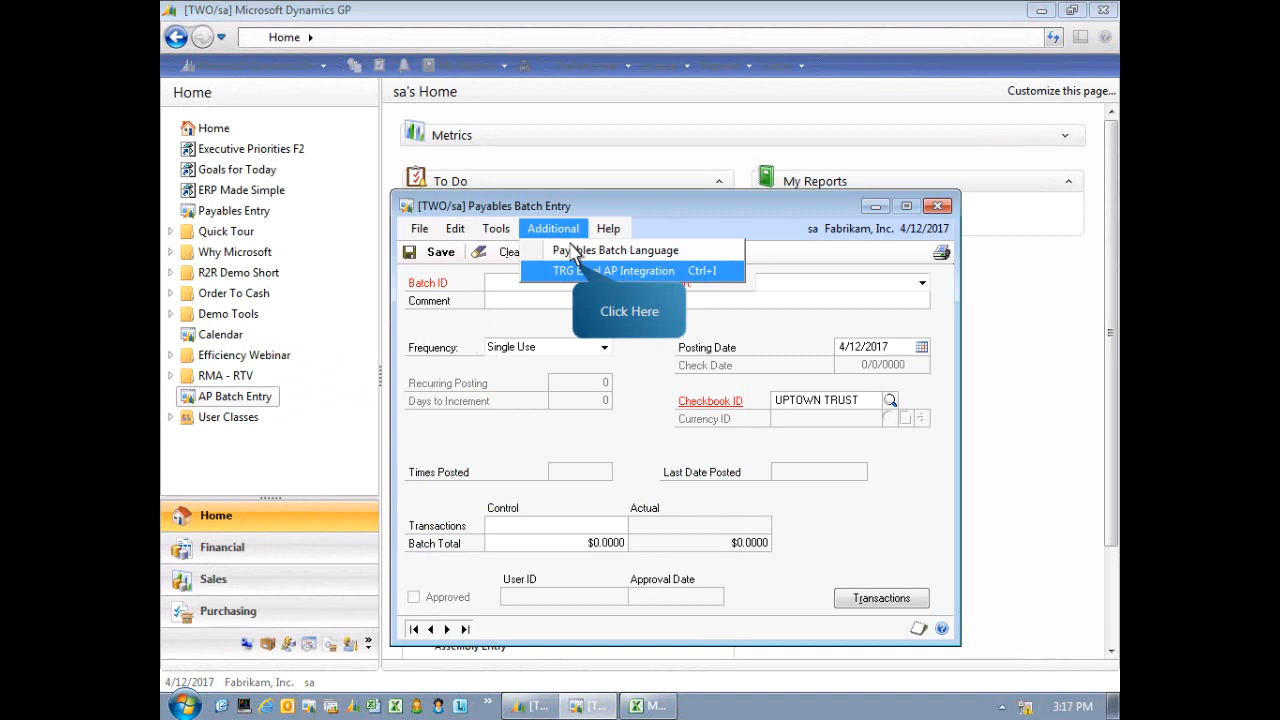 [TWO/sa] Microsoft Dynamics GP
Home
Home
sa's Home
Customize this page...
Home
Executive Priorities F2
Goals for Today
ERP Made Simple
Payables Entry
Quick Tour
Why Microsoft
R2R Demo Short
Order To Cash
Demo Tools
Calendar
Efficiency Webinar
RMA - RTV
AP Batch Entry
User Classes
Home
Financial
Sales
Purchasing
Metrics
To Do
My Reports
[TWO/sa] Payables Batch Entry
File Edit Tools Additional Help
sa Fabrikam, Inc. 4/12/2017
Save
Clea
Payables Batch Language
TRG AP Integration Ctrl+I
Click Here
Batch ID
Comment
Frequency: Single Use
Posting Date 4/12/2017
Check Date 0/0/0000
Recurring Posting 0
Days to Increment 0
Checkbook ID UPTOWN TRUST
Currency ID
Times Posted
Last Date Posted
Control Actual
Transactions
Batch Total $0.0000 $0.0000
User ID Approval Date
Approved
Transactions
4/12/2017 Fabrikam, Inc. sa
[T...
[T...
M...
3:17 PM